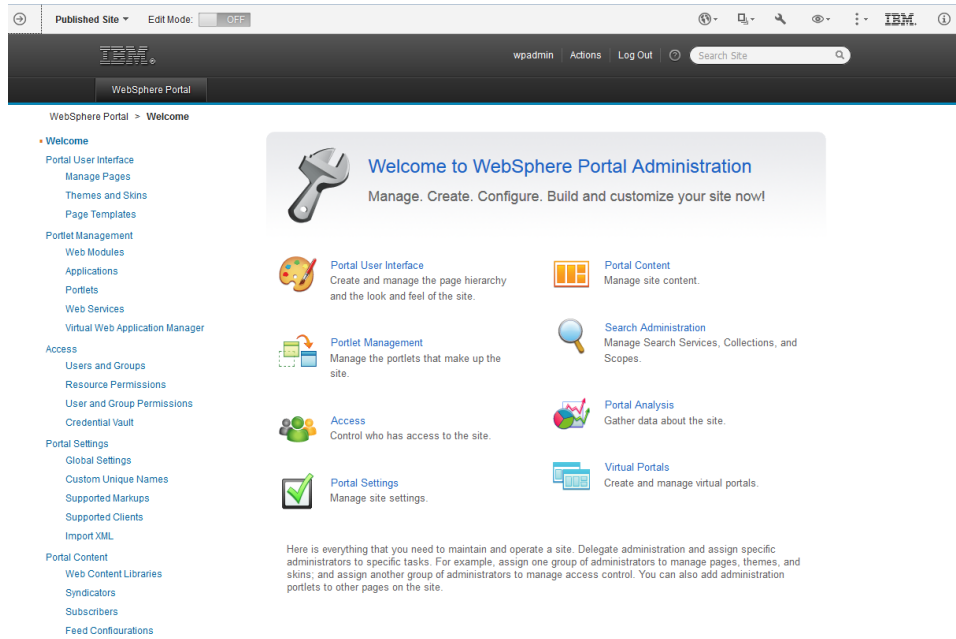 Published Site Edit Mode: OFF IBM.
IBM.
wpadmin Actions Log Out ? Search Site
WebSphere Portal
WebSphere Portal > Welcome
Welcome
Portal User Interface
Manage Pages
Themes and Skins
Page Templates
Portlet Management
Web Modules
Applications
Portlets
Web Services
Virtual Web Application Manager
Access
Users and Groups
Resource Permissions
User and Group Permissions
Credential Vault
Portal Settings
Global Settings
Custom Unique Names
Supported Markups
Supported Clients
Import XML
Portal Content
Web Content Libraries
Syndicators
Subscribers
Feed Configurations
Welcome to WebSphere Portal Administration
Manage. Create. Configure. Build and customize your site now!
Portal User Interface
Create and manage the page hierarchy
and the look and feel of the site.
Portlet Management
Manage the portlets that make up the
site.
Access
Control who has access to the site.
Portal Settings
Manage site settings.
Portal Content
Manage site content.
Search Administration
Manage Search Services, Collections, and
Scopes.
Portal Analysis
Gather data about the site.
Virtual Portals
Create and manage virtual portals.
Here is everything that you need to maintain and operate a site. Delegate administration and assign specific
administrators to specific tasks. For example, assign one group of administrators to manage pages, themes, and
skins; and assign another group of administrators to manage access control. You can also add administration
portlets to other pages on the site.